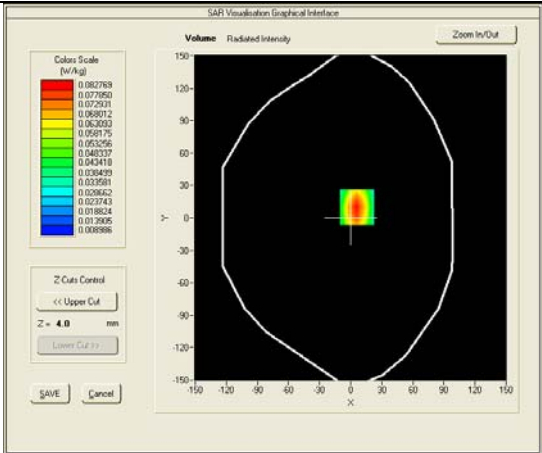 SAR Visualisation Graphical Interface
Volume Radiated Intensity
Zoom In/Out
Colors Scale
(W/kg)
0.082769
0.077850
0.072931
0.068012
0.063093
0.058175
0.053256
0.048337
0.043418
0.038499
0.033581
0.028662
0.023743
0.018824
0.013905
0.008986
Z Cuts Control
<< Upper Cut
Z = 4.0 mm
Lower Cut >>
SAVE Cancel
150
120
90
60
30
0
-30
-60
-90
-120
-150
Y
-150 -120 -90 -60 -30 0 30 60 90 120 150
X